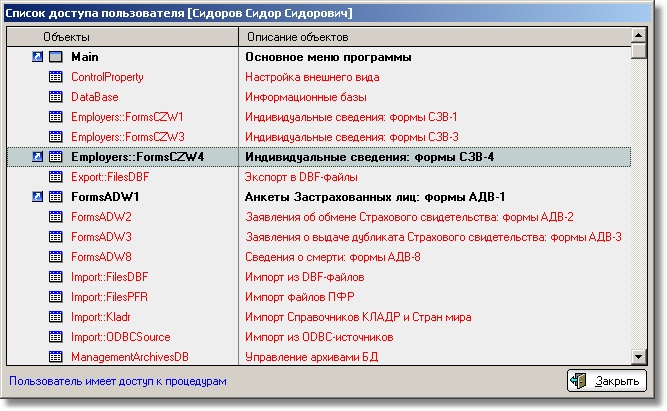 Список доступа пользователя [Сидоров Сидор Сидорович]
Объекты Описание объектов
Main Основное меню программы
ControlProperty Настройка внешнего вида
DataBase Информационные базы
Employers::FormsCZW1 Индивидуальные сведения: формы СЗВ-1
Employers::FormsCZW3 Индивидуальные сведения: формы СЗВ-3
Employers::FormsCZW4 Индивидуальные сведения: формы СЗВ-4
Export::FilesDBF Экспорт в DBF-файлы
FormsADW1 Анкеты Застрахованных лиц: формы АДВ-1
FormsADW2 Заявления об обмене Страхового свидетельства: формы АДВ-2
FormsADW3 Заявления о выдаче дубликата Страхового свидетельства: формы АДВ-3
FormsADW8 Сведения о смерти: формы АДВ-8
Import::FilesDBF Импорт из DBF-файлов
Import::FilesPFR Импорт файлов ПФР
Import::Kladr Импорт Справочников КЛАДР и Стран мира
Import::ODBCSource Импорт из ODBC-источников
ManagementArchivesDB Управление архивами БД
Пользователь имеет доступ к процедурам Закрыть